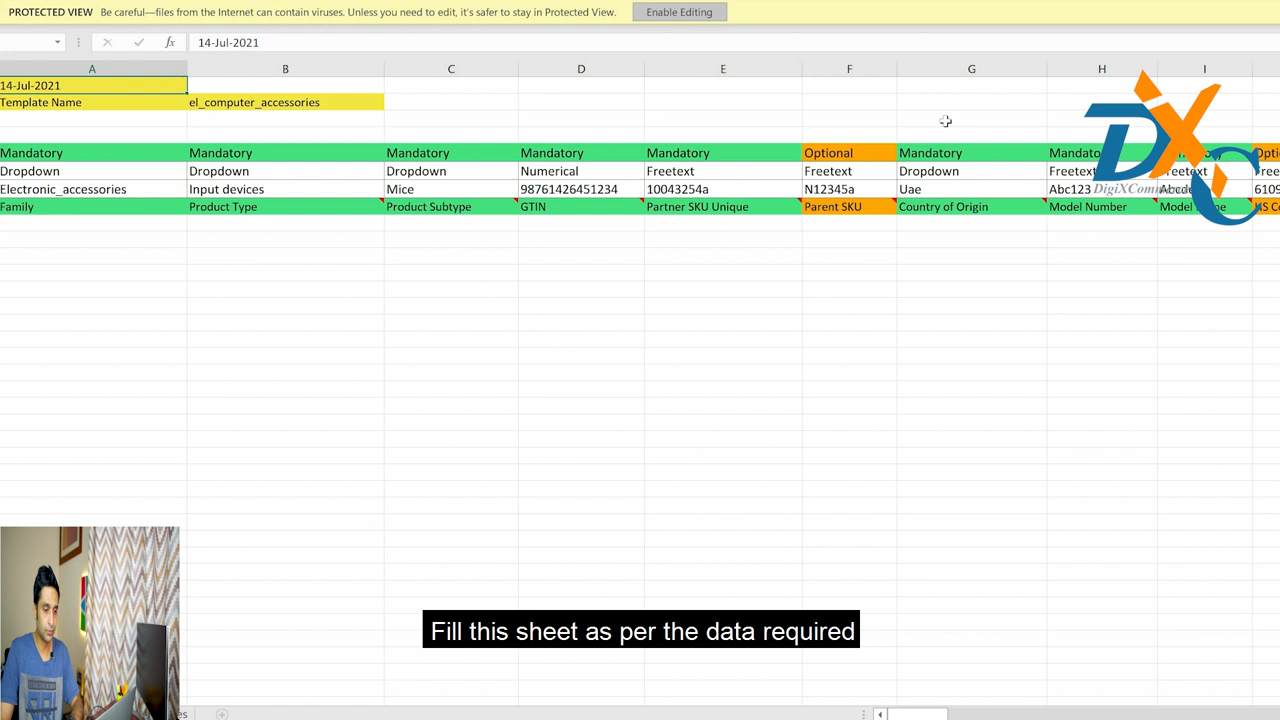 PROTECTED VIEW Be careful—files from the Internet can contain viruses. Unless you need to edit, it's safer to stay in Protected View. Enable Editing
fx 14-Jul-2021
A B C D E F G H I
14-Jul-2021
Template Name el_computer_accessories
Mandatory Mandatory Mandatory Mandatory Mandatory Optional Mandatory
Dropdown Dropdown Dropdown Numerical Freetext Freetext Dropdown Freetext
Electronic_accessories Input devices Mice 98761426451234 10043254a N12345a Uae Abc123
Family Product Type Product Subtype GTIN Partner SKU Unique Parent SKU Country of Origin Model Number Model
DXC
Fill this sheet as per the data required